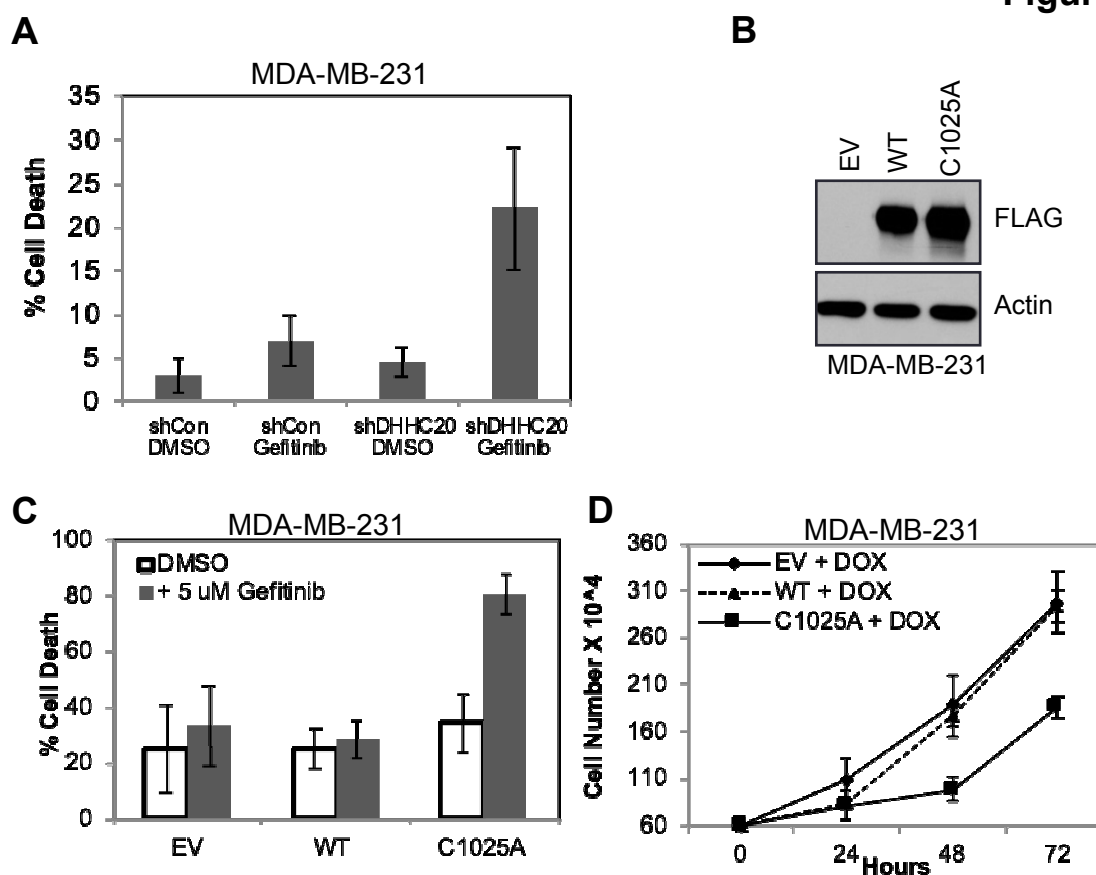 Figur
A
MDA-MB-231
35
30
25
20
15
10
5
0
% Cell Death
shCon DMSO
shCon Gefitinib
shDHHC20 DMSO
shDHHC20 Gefitinib
B
EV
WT
C1025A
FLAG
Actin
MDA-MB-231
C
MDA-MB-231
100
80
60
40
20
0
% Cell Death
DMSO
+ 5 uM Gefitinib
EV
WT
C1025A
D
MDA-MB-231
360
310
260
210
160
110
60
Cell Number X 10^4
EV + DOX
WT + DOX
C1025A + DOX
0
24
48
72
Hours